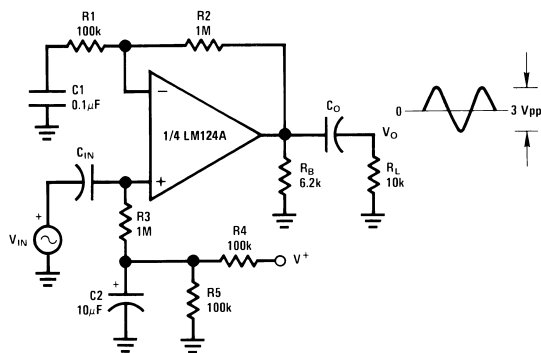 R1
100k
R2
1M
C1
0.1µF
−
1/4 LM124A
+
CIN
+
VIN
R3
1M
R4
100k
V+
+
C2
10µF
R5
100k
CO
VO
RB
6.2k
RL
10k
0
3 Vpp